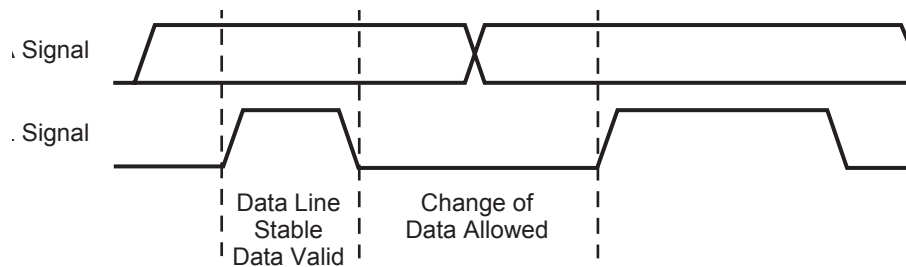 Signal
Signal
Data Line
Stable
Data Valid
Change of
Data Allowed